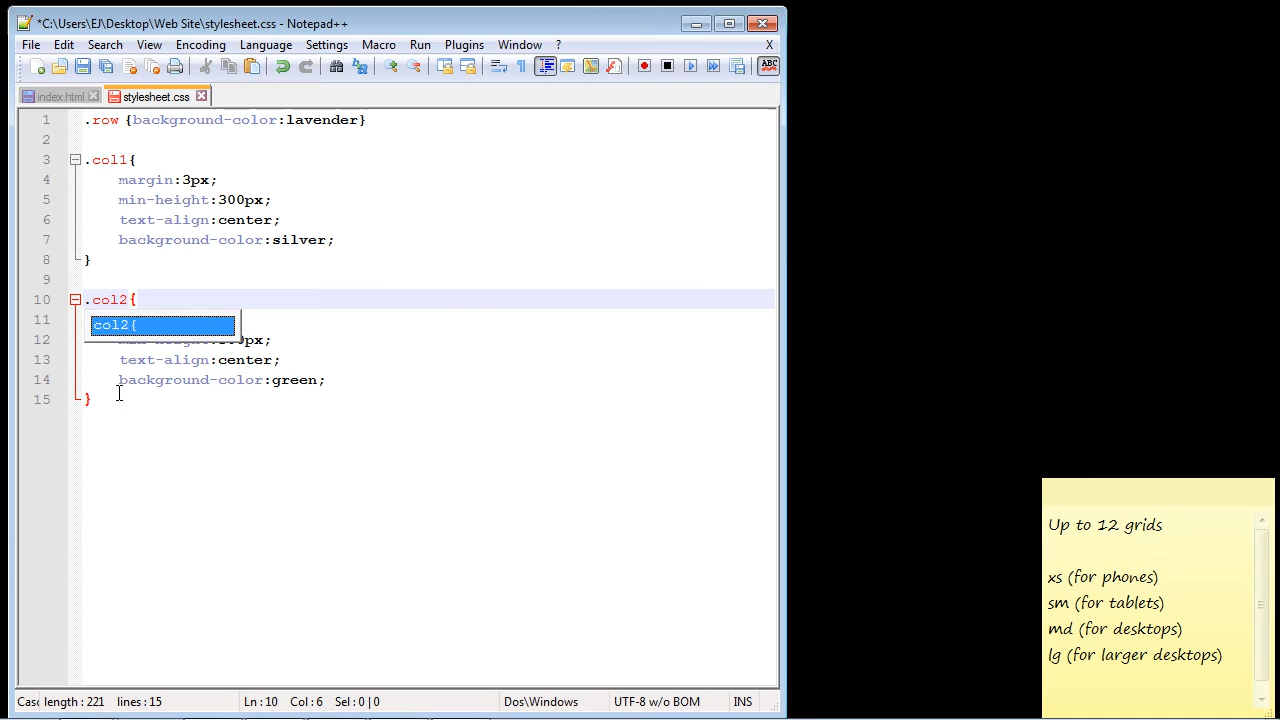 *C:\Users\EJ\Desktop\Web Site\stylesheet.css - Notepad++
File Edit Search View Encoding Language Settings Macro Run Plugins Window ? X
ABC
index.html stylesheet.css
1 .row {background-color:lavender}
2
3 .col1{
4 margin:3px;
5 min-height:300px;
6 text-align:center;
7 background-color:silver;
8 }
9
10 .col2{
11 col2{
12
13 text-align:center;
14 background-color:green;
15 }
Up to 12 grids
xs (for phones)
sm (for tablets)
md (for desktops)
lg (for larger desktops)
Casc length : 221 lines : 15 Ln : 10 Col : 6 Sel : 0 | 0 Dos\Windows UTF-8 w/o BOM INS